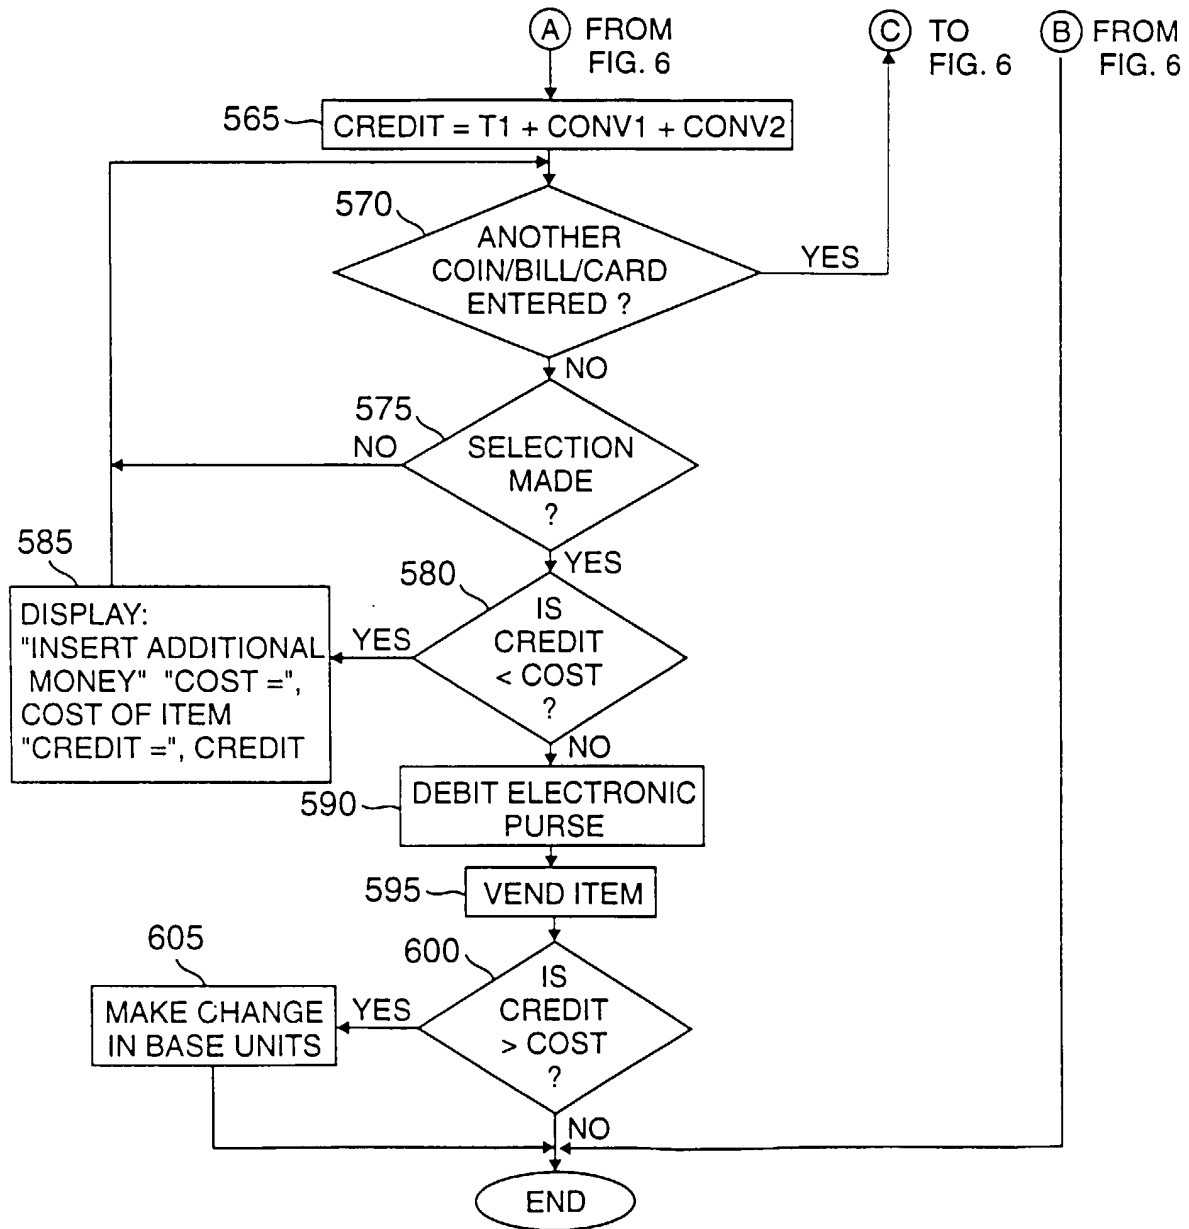 A FROM
FIG. 6
C TO
FIG. 6
B FROM
FIG. 6
565
CREDIT = T1 + CONV1 + CONV2
570
ANOTHER
COIN/BILL/CARD
ENTERED ?
YES
NO
575
SELECTION
MADE
?
NO
YES
580
IS
CREDIT
< COST
?
YES
NO
585
DISPLAY:
"INSERT ADDITIONAL
MONEY" "COST =",
COST OF ITEM
"CREDIT =", CREDIT
590
DEBIT ELECTRONIC
PURSE
595
VEND ITEM
600
IS
CREDIT
> COST
?
YES
NO
605
MAKE CHANGE
IN BASE UNITS
END